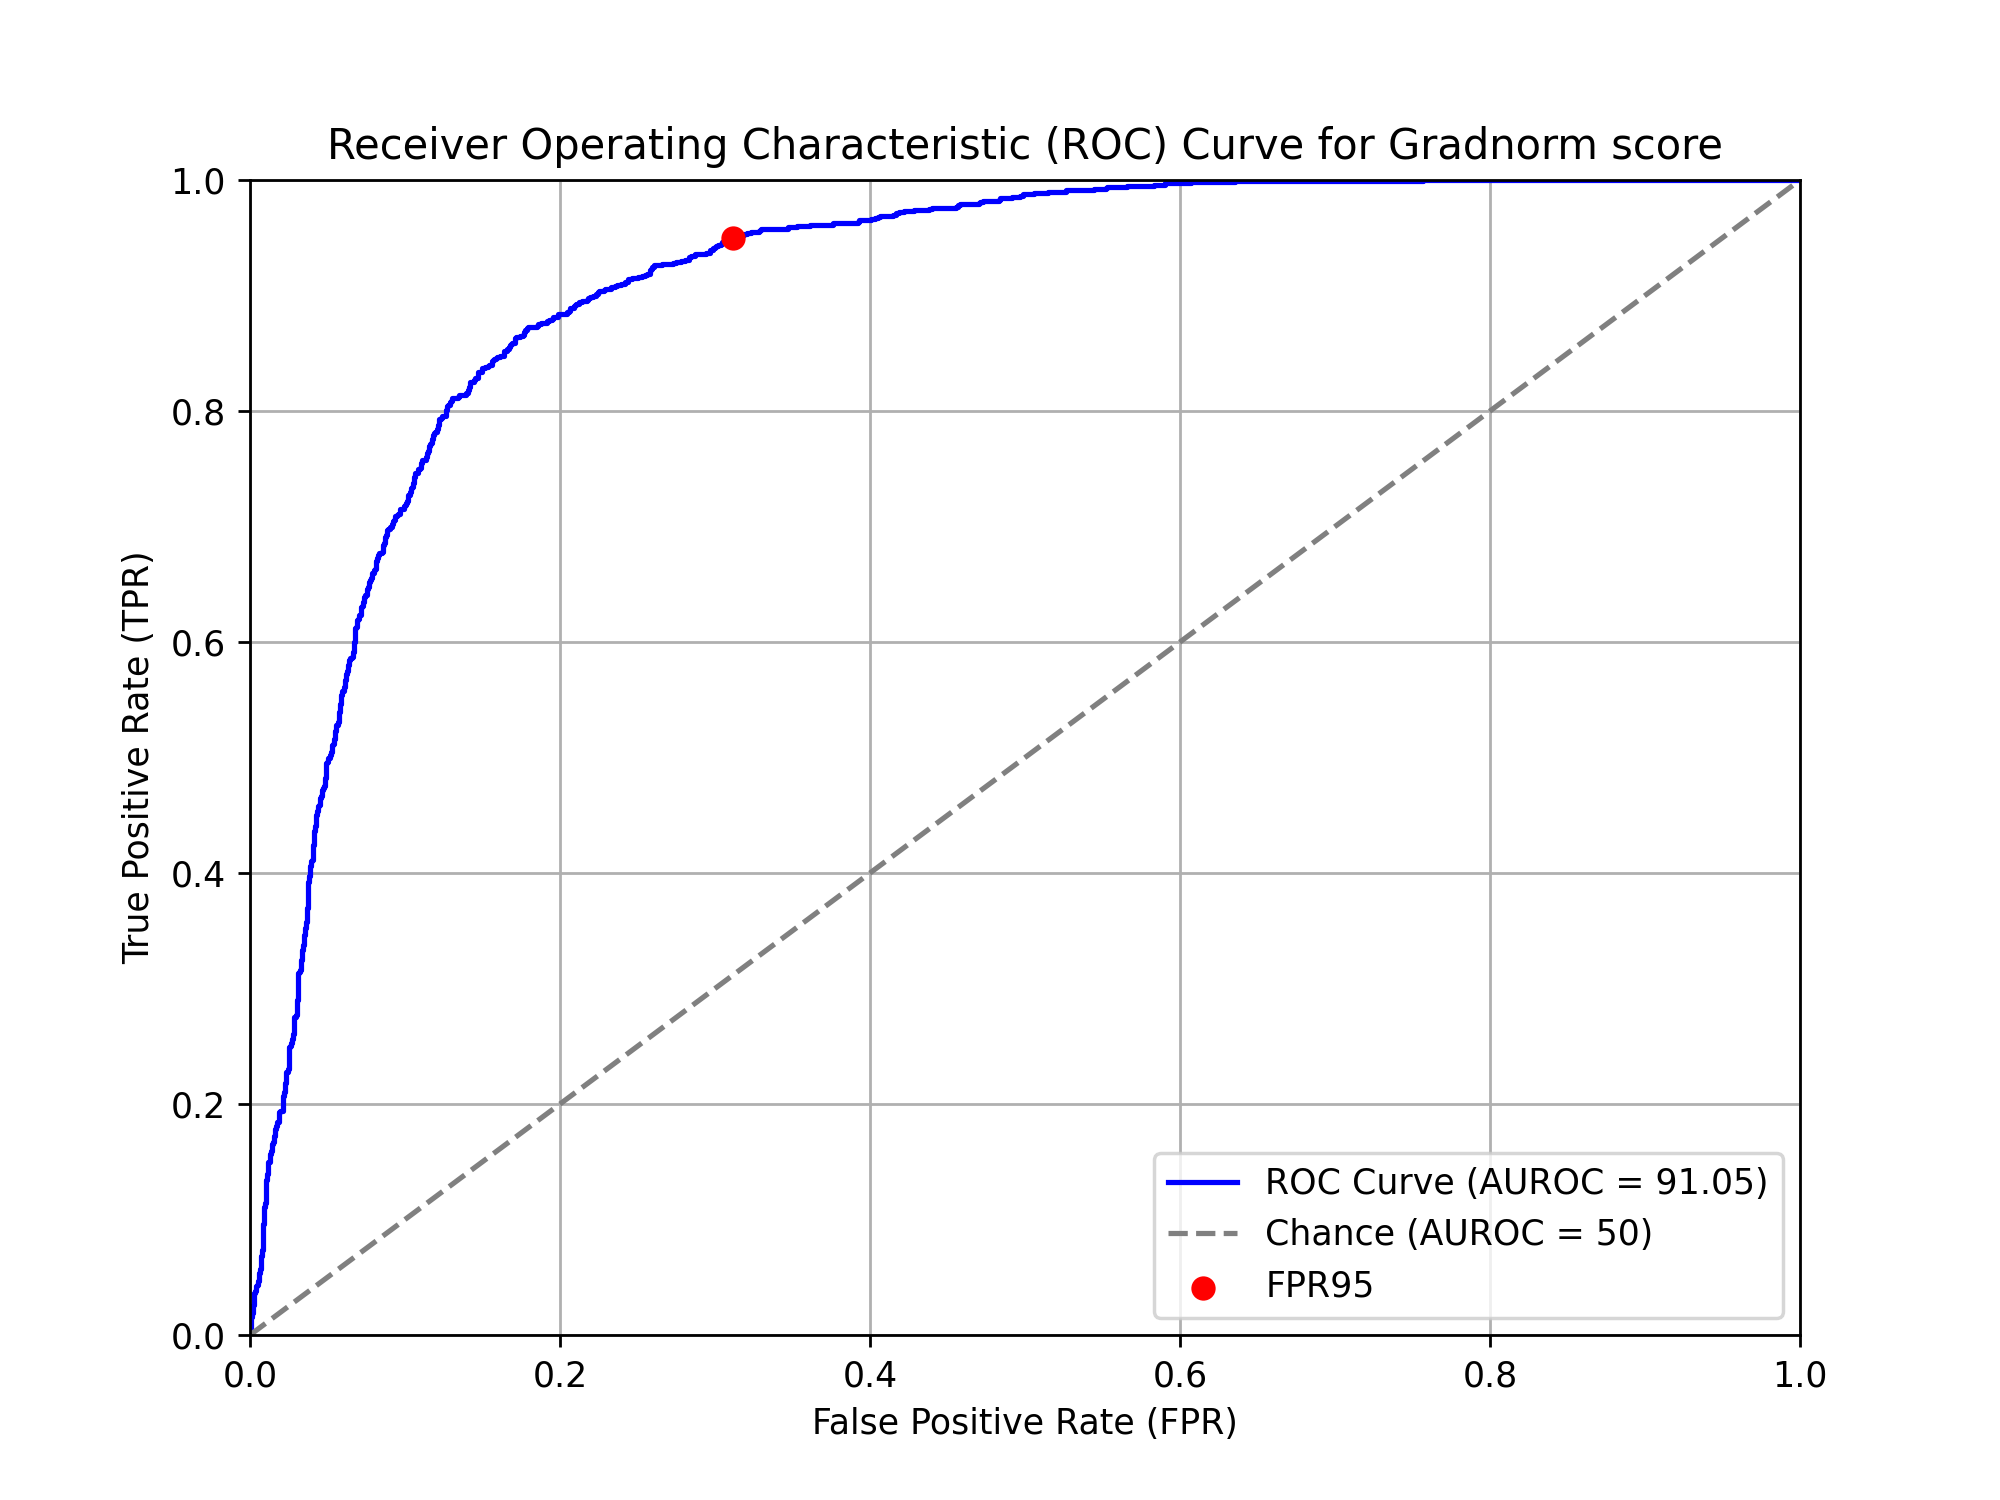 Receiver Operating Characteristic (ROC) Curve for Gradnorm score
1.0
0.8
0.6
0.4
0.2
0.0
True Positive Rate (TPR)
ROC Curve (AUROC = 91.05)
Chance (AUROC = 50)
FPR95
0.0 0.2 0.4 0.6 0.8 1.0
False Positive Rate (FPR)